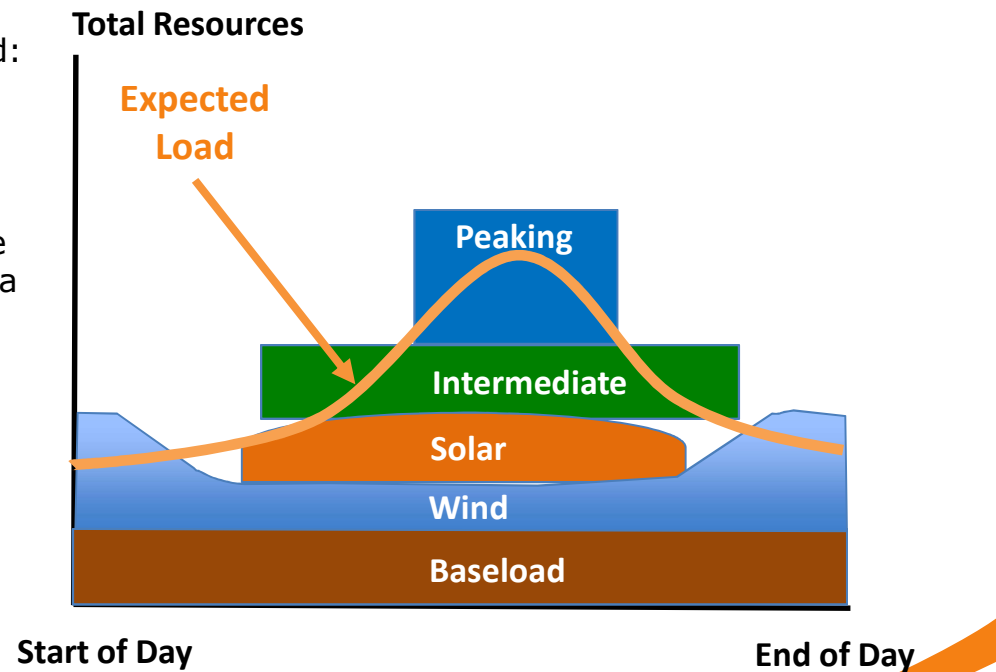 Total Resources
d:
Expected
Load
e
a
Peaking
Intermediate
Solar
Wind
Baseload
Start of Day
End of Day